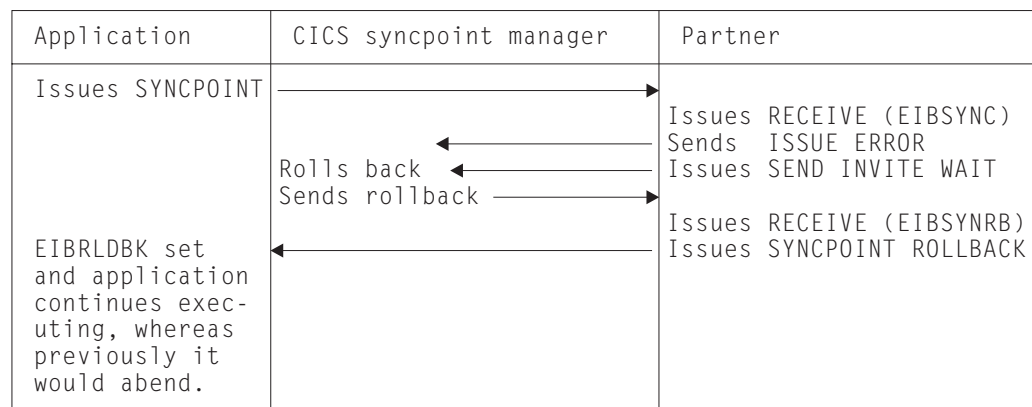 Application CICS syncpoint manager Partner
Issues SYNCPOINT
Issues RECEIVE (EIBSYNC)
Sends ISSUE ERROR
Rolls back Issues SEND INVITE WAIT
Sends rollback
Issues RECEIVE (EIBSYNRB)
EIBRLDBK set Issues SYNCPOINT ROLLBACK
and application
continues exec-
uting, whereas
previously it
would abend.